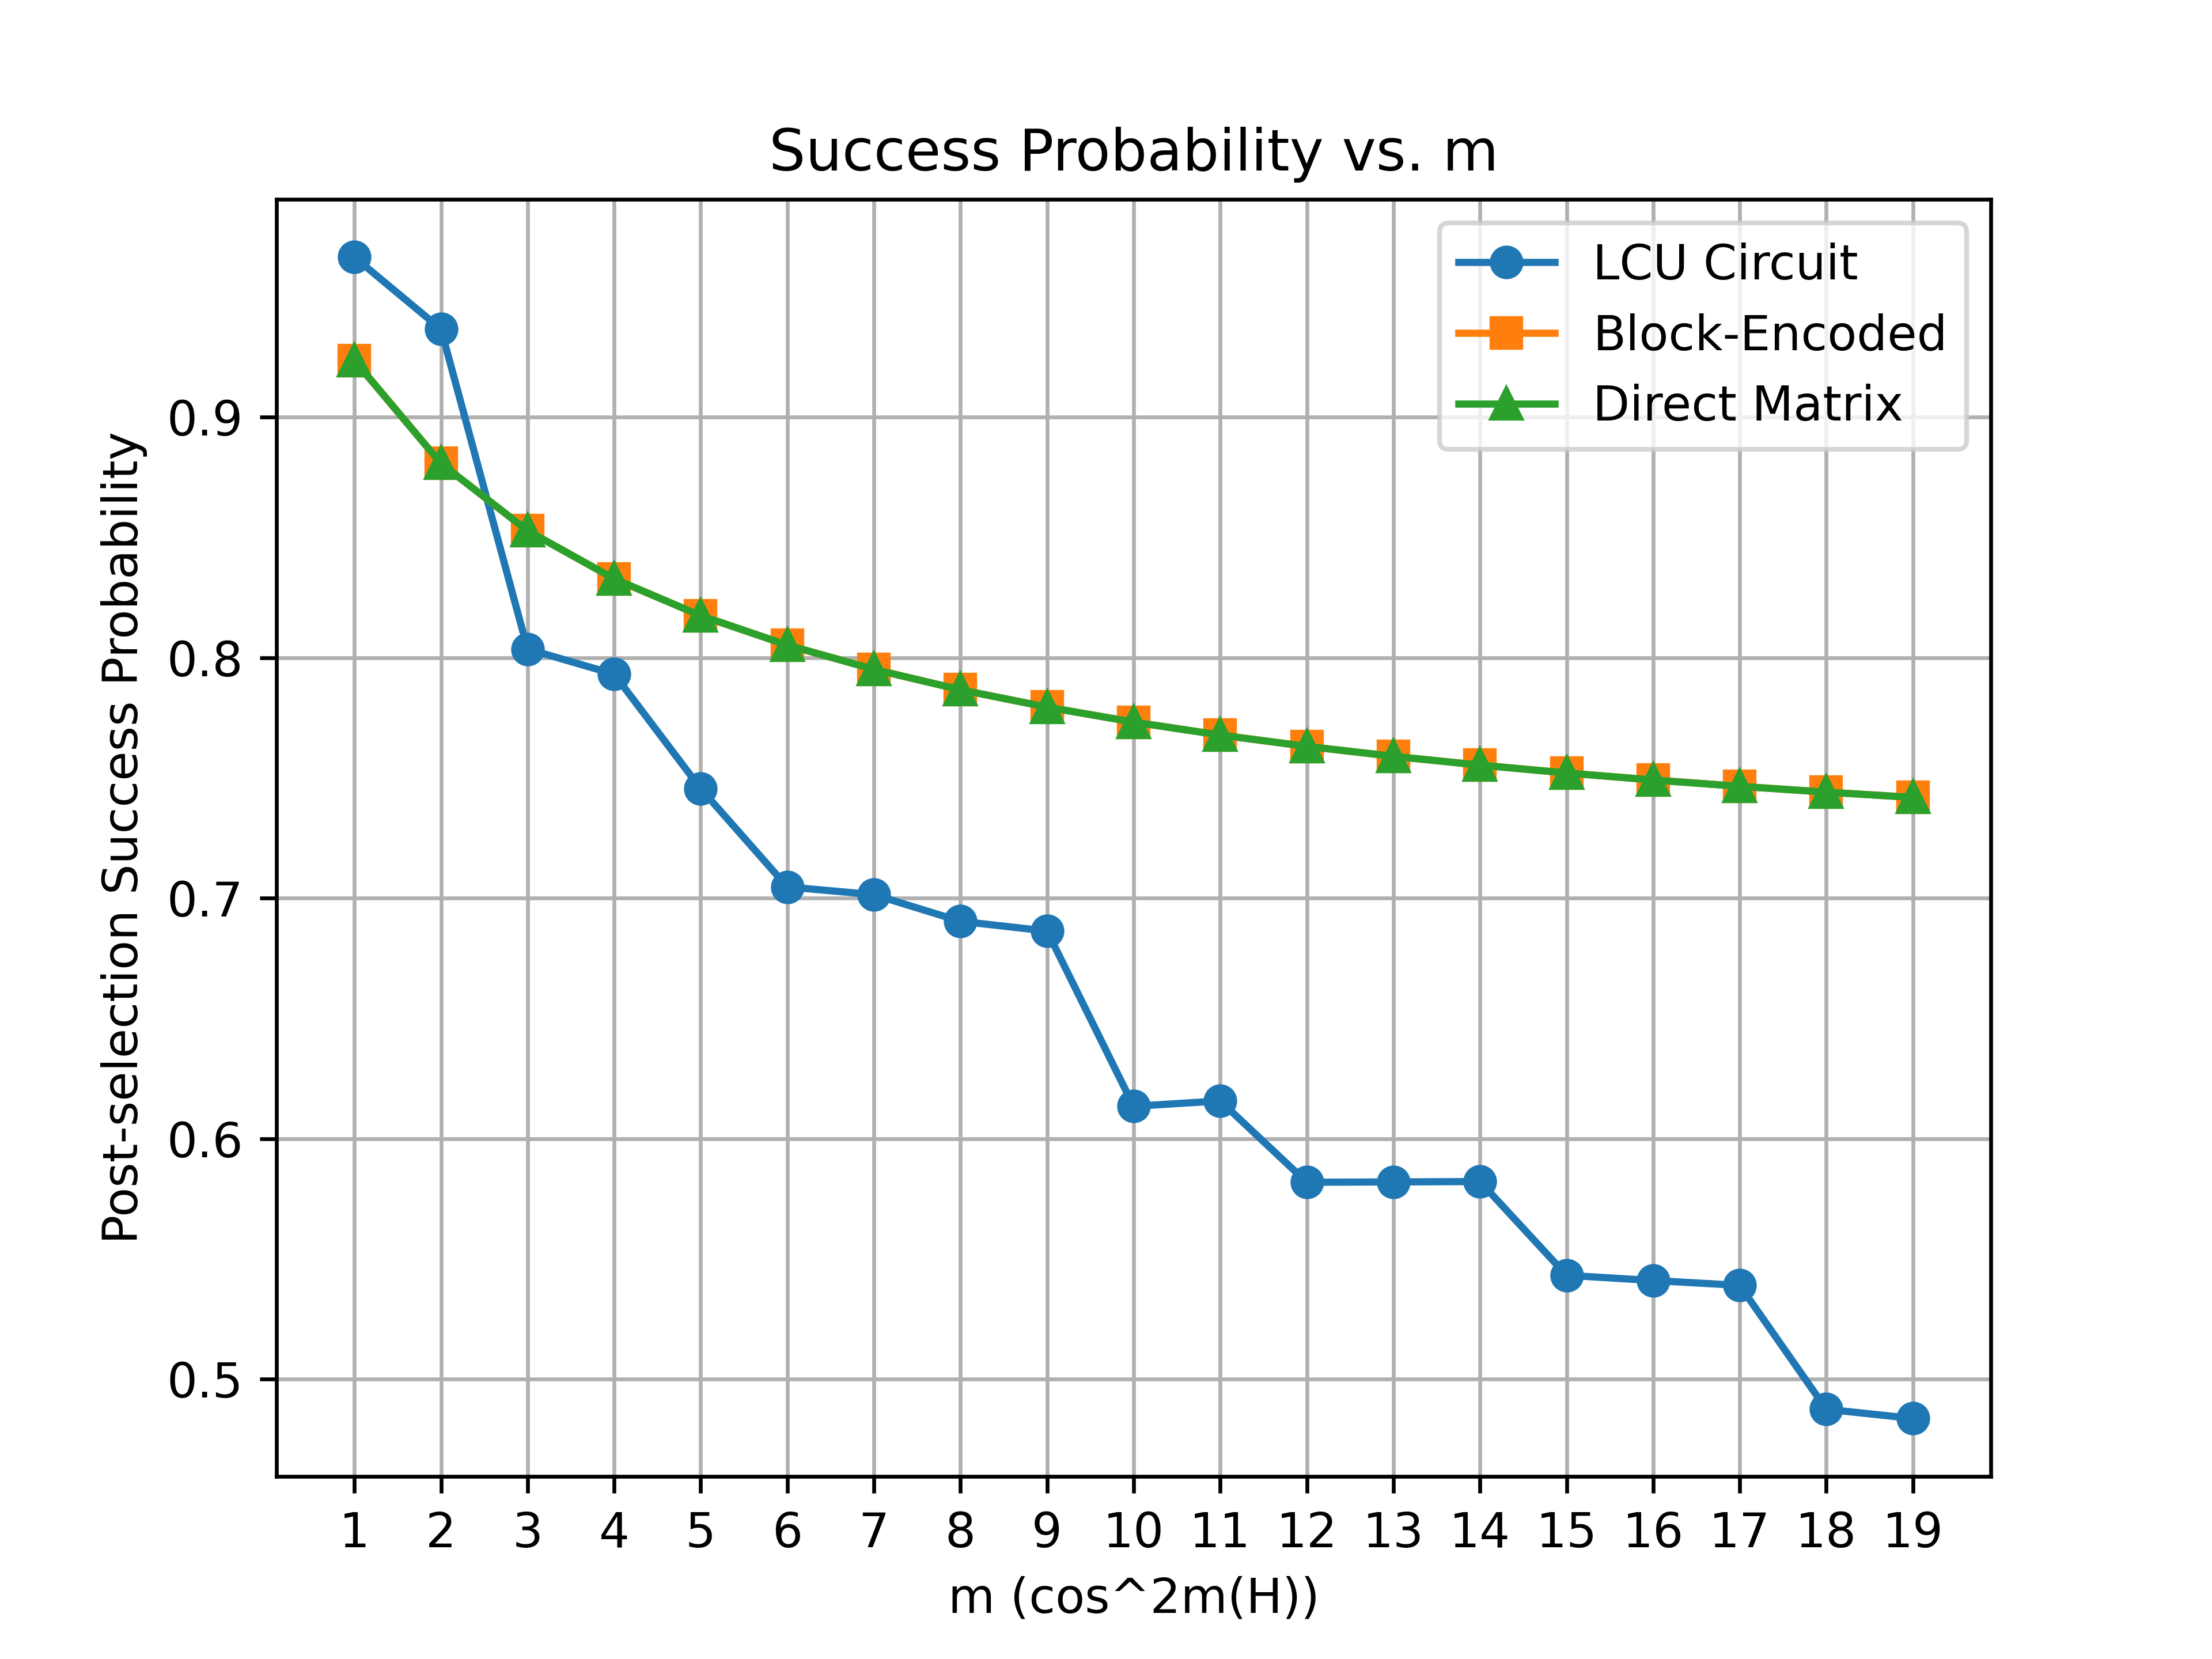 Success Probability vs. m
LCU Circuit
Block-Encoded
Direct Matrix
Post-selection Success Probability
0.9
0.8
0.7
0.6
0.5
1 2 3 4 5 6 7 8 9 10 11 12 13 14 15 16 17 18 19
m (cos^2m(H))